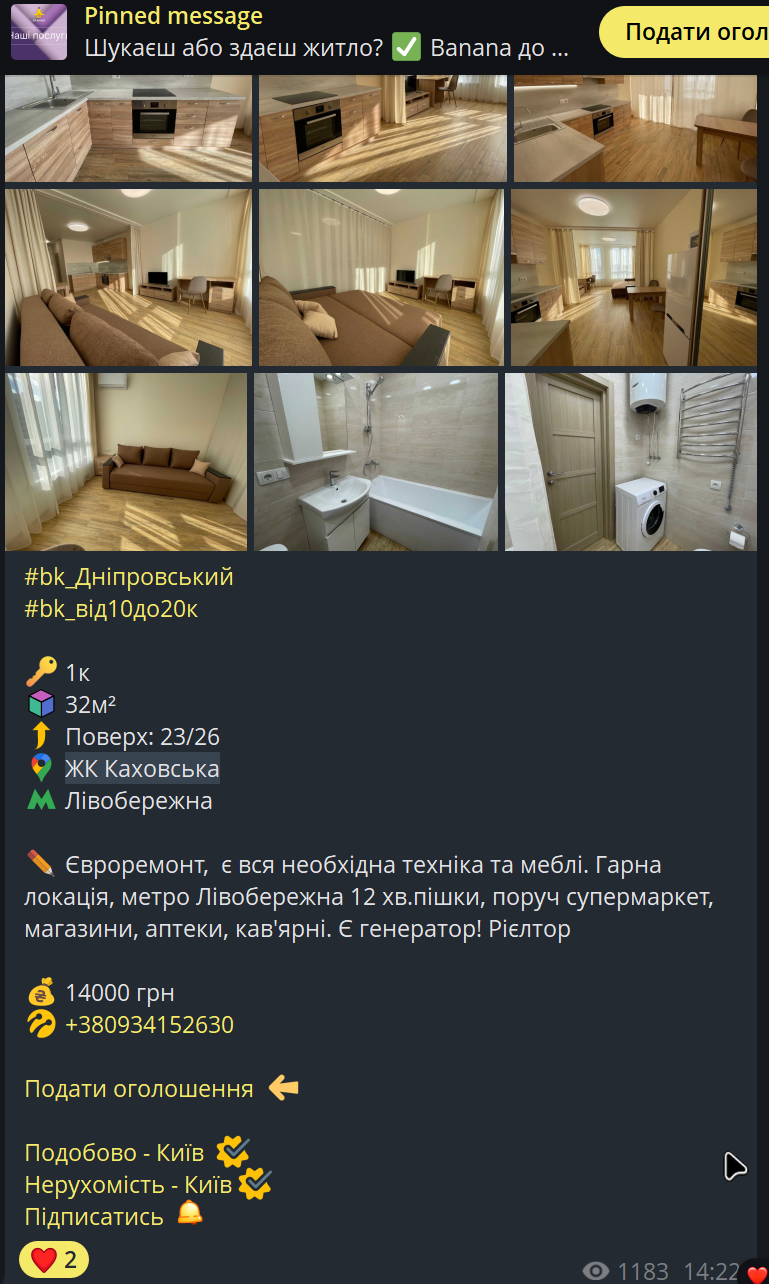 Pinned message
Шукаєш або здаєш житло? ✅ Banana до ...
Подати огол
Наші послуг
#bk_Дніпровський
#bk_від10до20к
🔑 1к
32м²
Поверх: 23/26
ЖК Каховська
Лівобережна
✏️ Євроремонт,  є вся необхідна техніка та меблі. Гарна
локація, метро Лівобережна 12 хв.пішки, поруч супермаркет,
магазини, аптеки, кав'ярні. Є генератор! Рієлтор
14000 грн
+380934152630
Подати оголошення
Подобово - Київ
Нерухомість - Київ
Підписатись 🔔
❤️ 2
1183 14:22